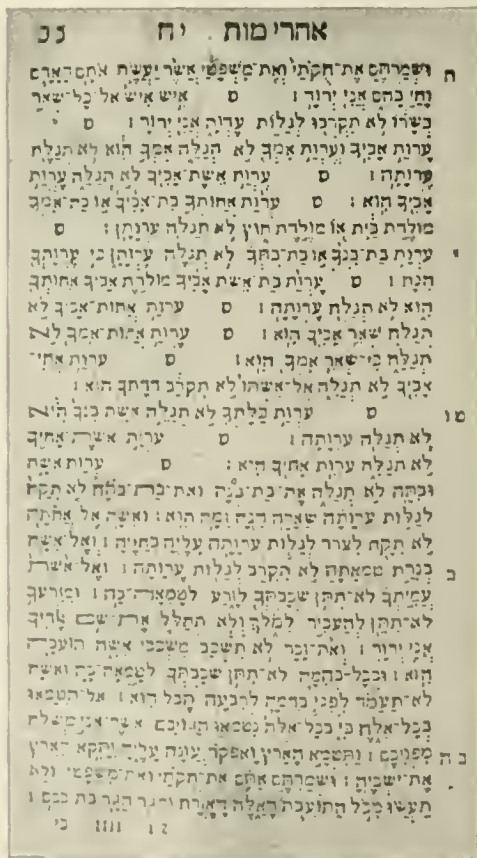 אחרי מות יח
ה ושמרתם את־חקתי ואת־משפטי אשר יעשה אתם האדם
וחי בהם אני יהוה׃ ס איש איש אל־כל־שאר
בשרו לא תקרבו לגלות ערוה אני יהוה׃ ס
ערות אביך וערות אמך לא תגלה אמך הוא לא תגלה
ערותה׃ ס ערות אשת־אביך לא תגלה ערות
אביך הוא׃ ס ערות אחותך בת־אביך או בת־אמך
מולדת בית או מולדת חוץ לא תגלה ערותן׃ ס
י ערות בת־בנך או בת־בתך לא תגלה ערותן כי ערותך
הנה׃ ס ערות בת־אשת אביך מולדת אביך אחותך
הוא לא תגלה ערותה׃ ס ערות אחות־אביך לא
תגלה שאר אביך הוא׃ ס ערות אחות־אמך לא
תגלה כי־שאר אמך הוא׃ ס ערות אחי־
אביך לא תגלה אל־אשתו לא תקרב דדתך הוא׃
טו ס ערות כלתך לא תגלה אשת בנך היא
לא תגלה ערותה׃ ס ערות אשת־אחיך
לא תגלה ערות אחיך היא׃ ס ערות אשה
ובתה לא תגלה את־בת־בנה ואת־בת־בתה לא תקח
לגלות ערותה שארה הנה זמה הוא׃ ואשה אל אחתה
לא תקח לצרר לגלות ערותה עליה בחייה׃ ואל־אשה
כ בנדת טמאתה לא תקרב לגלות ערותה׃ ואל־אשת
עמיתך לא־תתן שכבתך לזרע לטמאה־בה׃ ומזרעך
לא־תתן להעביר למלך ולא תחלל את־שם אלהיך
אני יהוה׃ ואת־זכר לא תשכב משכבי אשה תועבה
הוא׃ ובכל־בהמה לא־תתן שכבתך לטמאה־בה ואשה
לא־תעמד לפני בהמה לרבעה תבל הוא׃ אל־תטמאו
בכל־אלה כי בכל־אלה נטמאו הגוים אשר־אני משלח
כה מפניכם׃ ותטמא הארץ ואפקד עונה עליה ותקא הארץ
את־ישביה׃ ושמרתם אתם את־חקתי ואת־משפטי ולא
תעשו מכל התועבת האלה האזרח והגר הגר בתוככם׃
כי